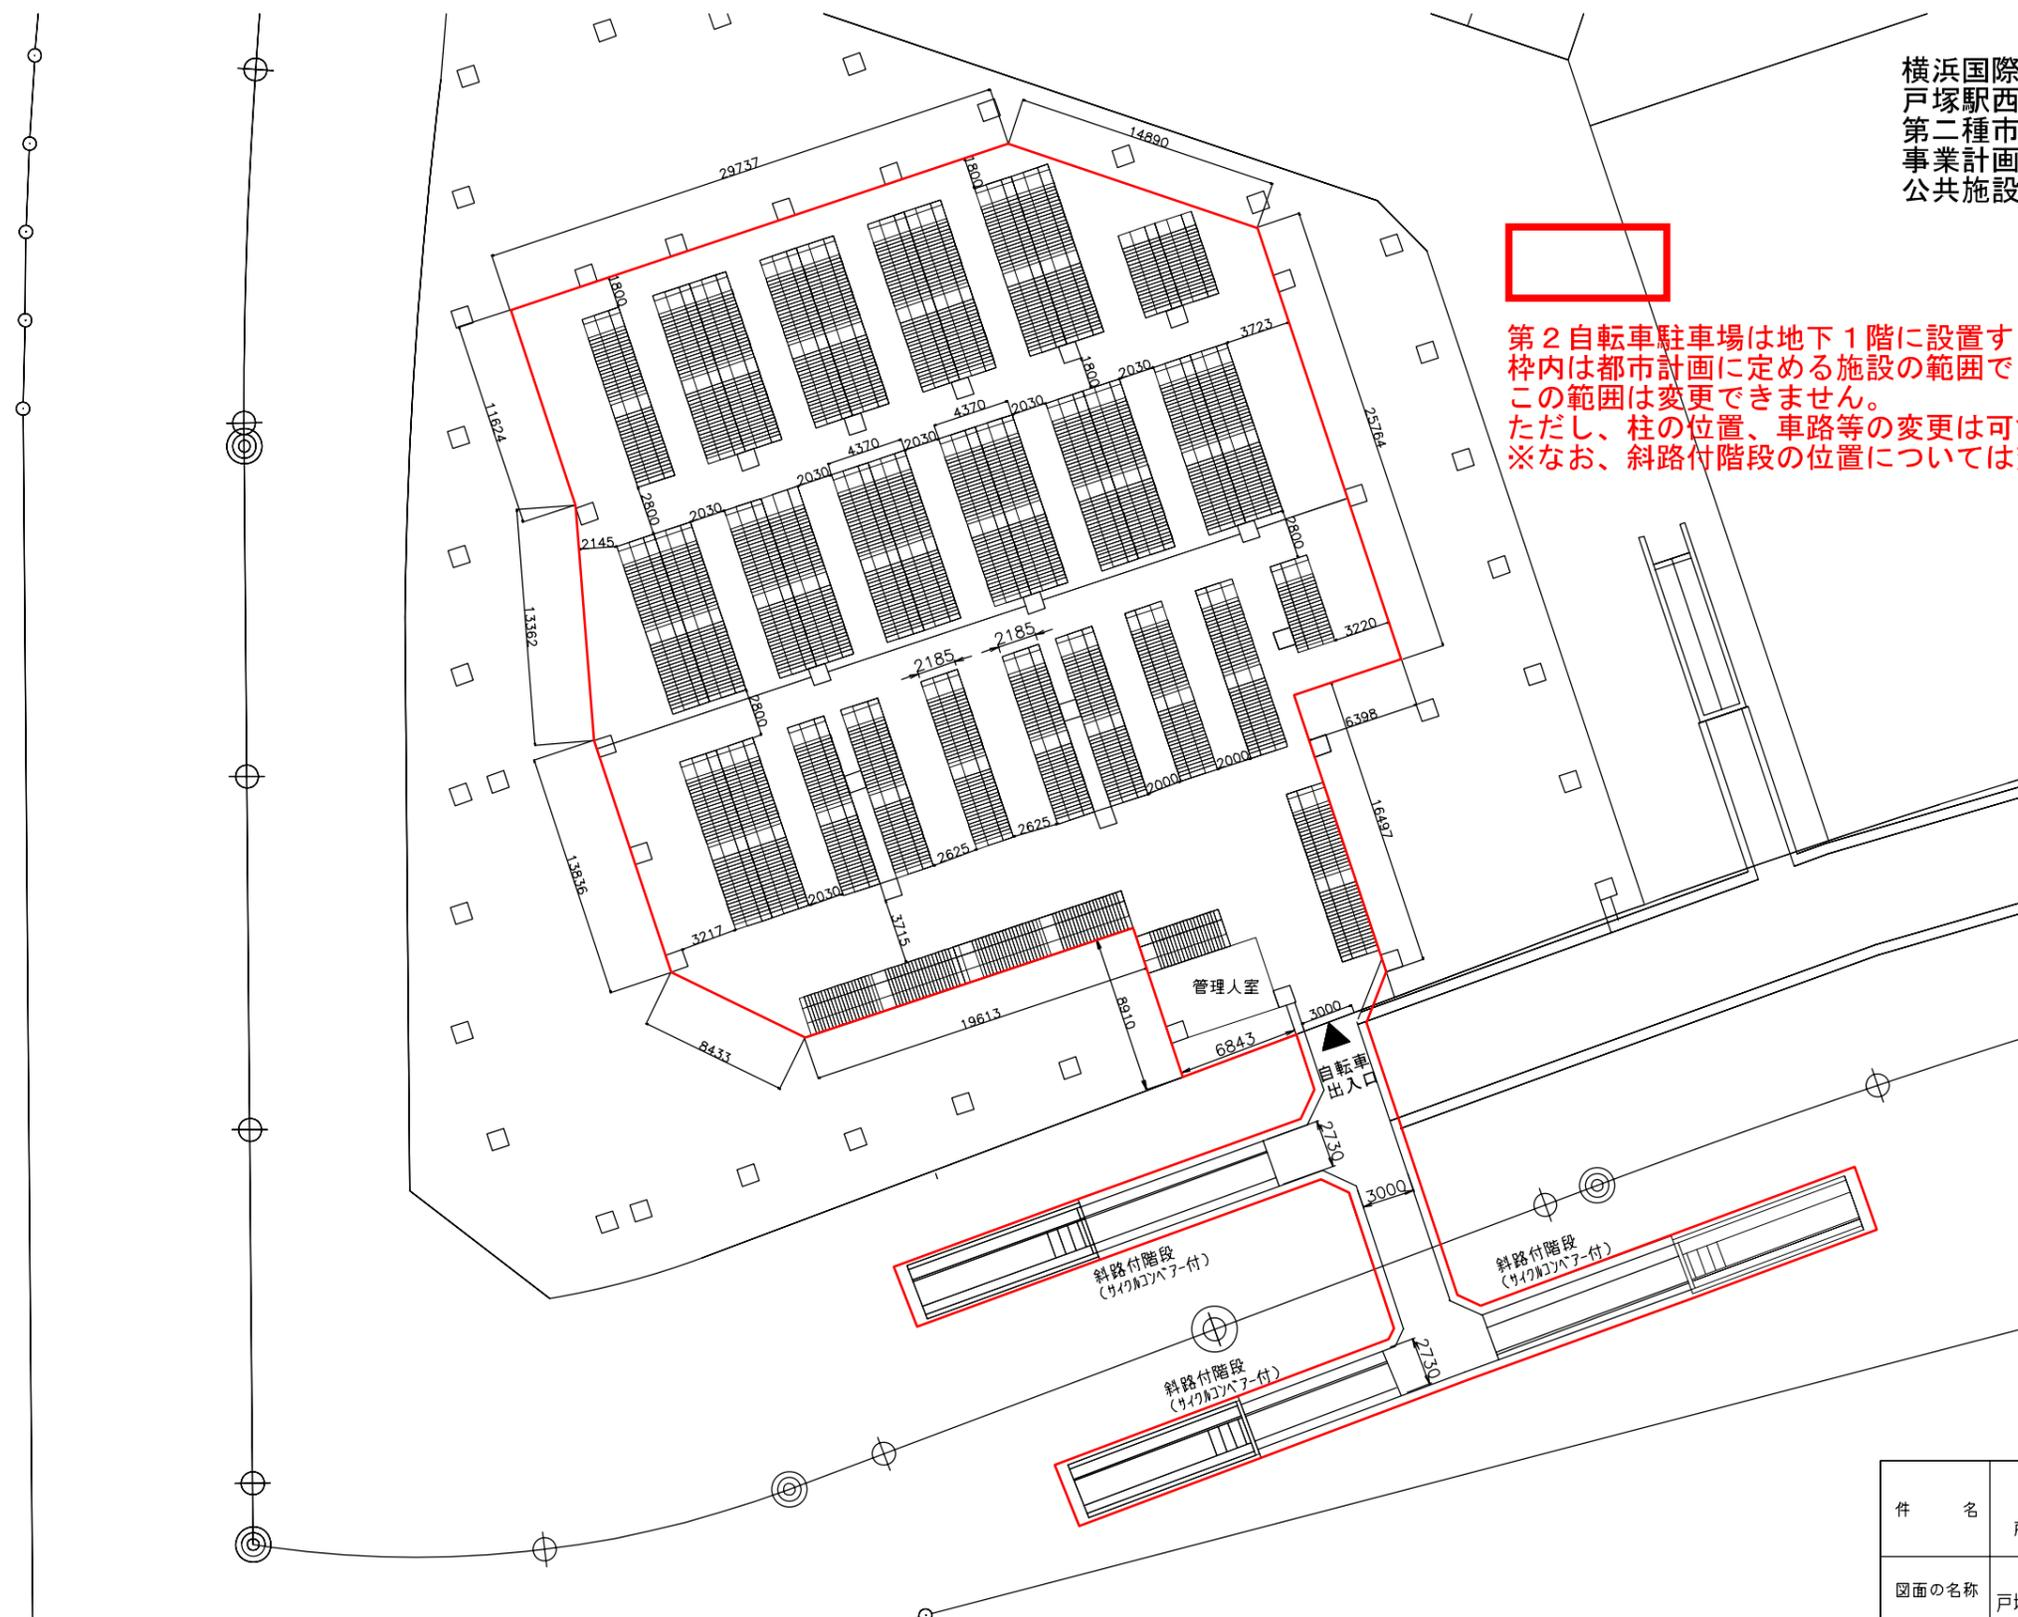 横浜国際
戸塚駅西
第二種市
事業計画
公共施設
第２自転車駐車場は地下１階に設置す
枠内は都市計画に定める施設の範囲で
この範囲は変更できません。
ただし、柱の位置、車路等の変更は可
※なお、斜路付階段の位置については
29737
14890
1800
1800
3723
2030
1800
4370
2030
4370
2030
2030
11624
25764
2800
2030
2145
2800
13362
2185
2185
3220
2800
6398
2000
2000
16497
2625
2625
13836
2030
3217
3715
管理人室
8910
19613
3000
6843
8433
自転車
出入口
2730
3000
斜路付階段
（サイクルコンベアー付）
斜路付階段
（サイクルコンベアー付）
2730
斜路付階段
（サイクルコンベアー付）
件　名
図面の名称
戸